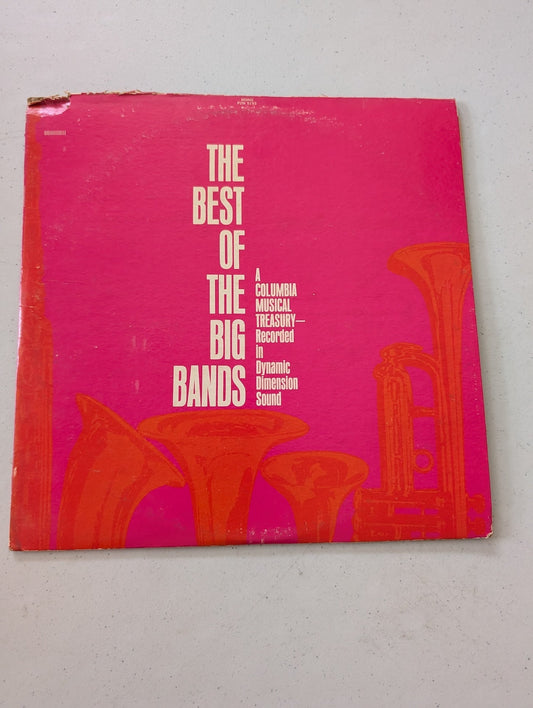 THE
BEST
OF
THE
BIG
BANDS
A
COLUMBIA
MUSICAL
TREASURY—
Recorded
in
Dynamic
Dimension
Sound